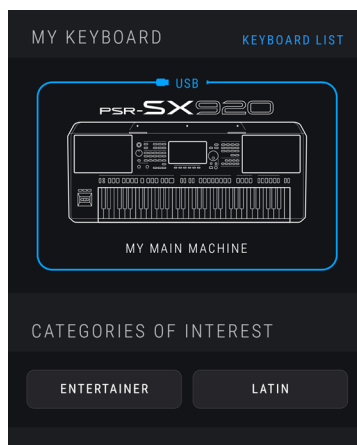 MY KEYBOARD
KEYBOARD LIST
USB
PSR-SX920
MY MAIN MACHINE
CATEGORIES OF INTEREST
ENTERTAINER
LATIN